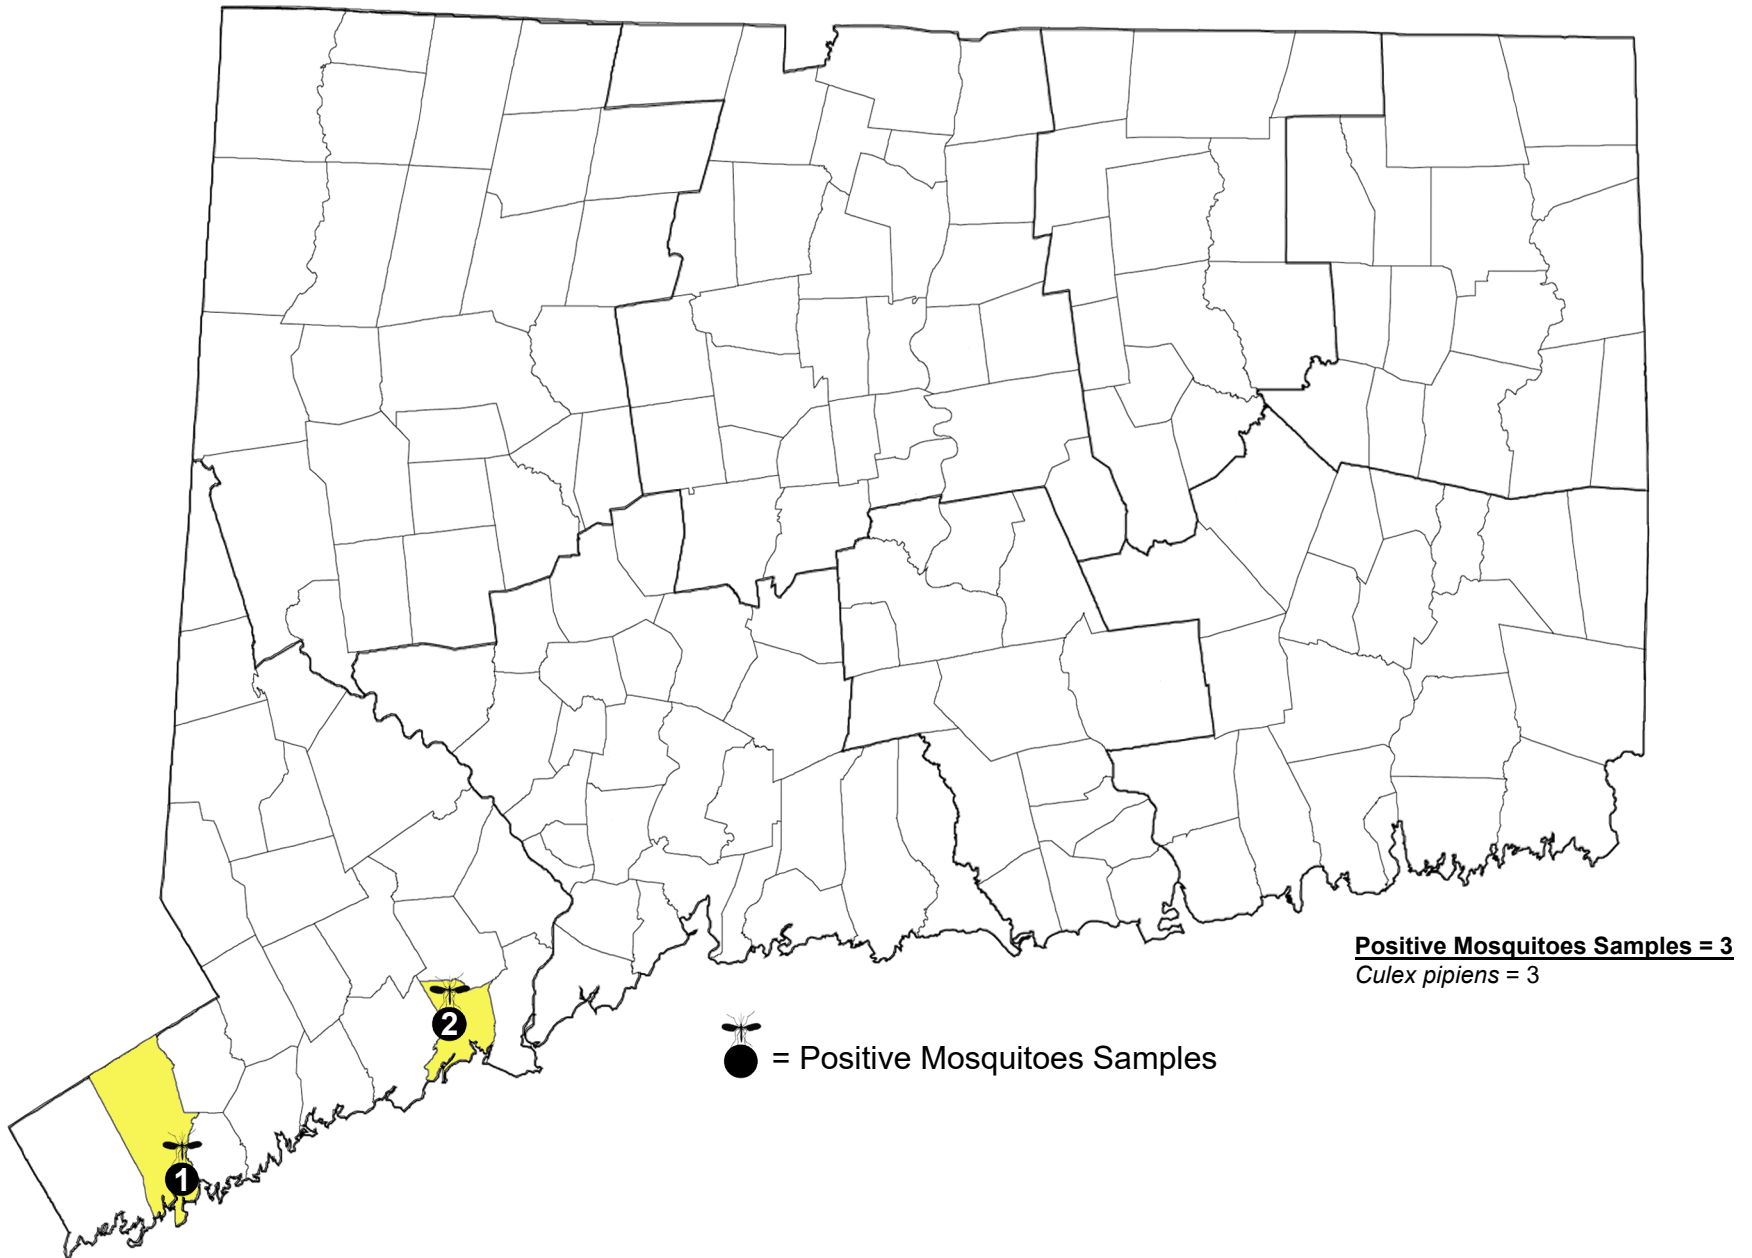 Positive Mosquitoes Samples = 3
Culex pipiens = 3
2
= Positive Mosquitoes Samples
1